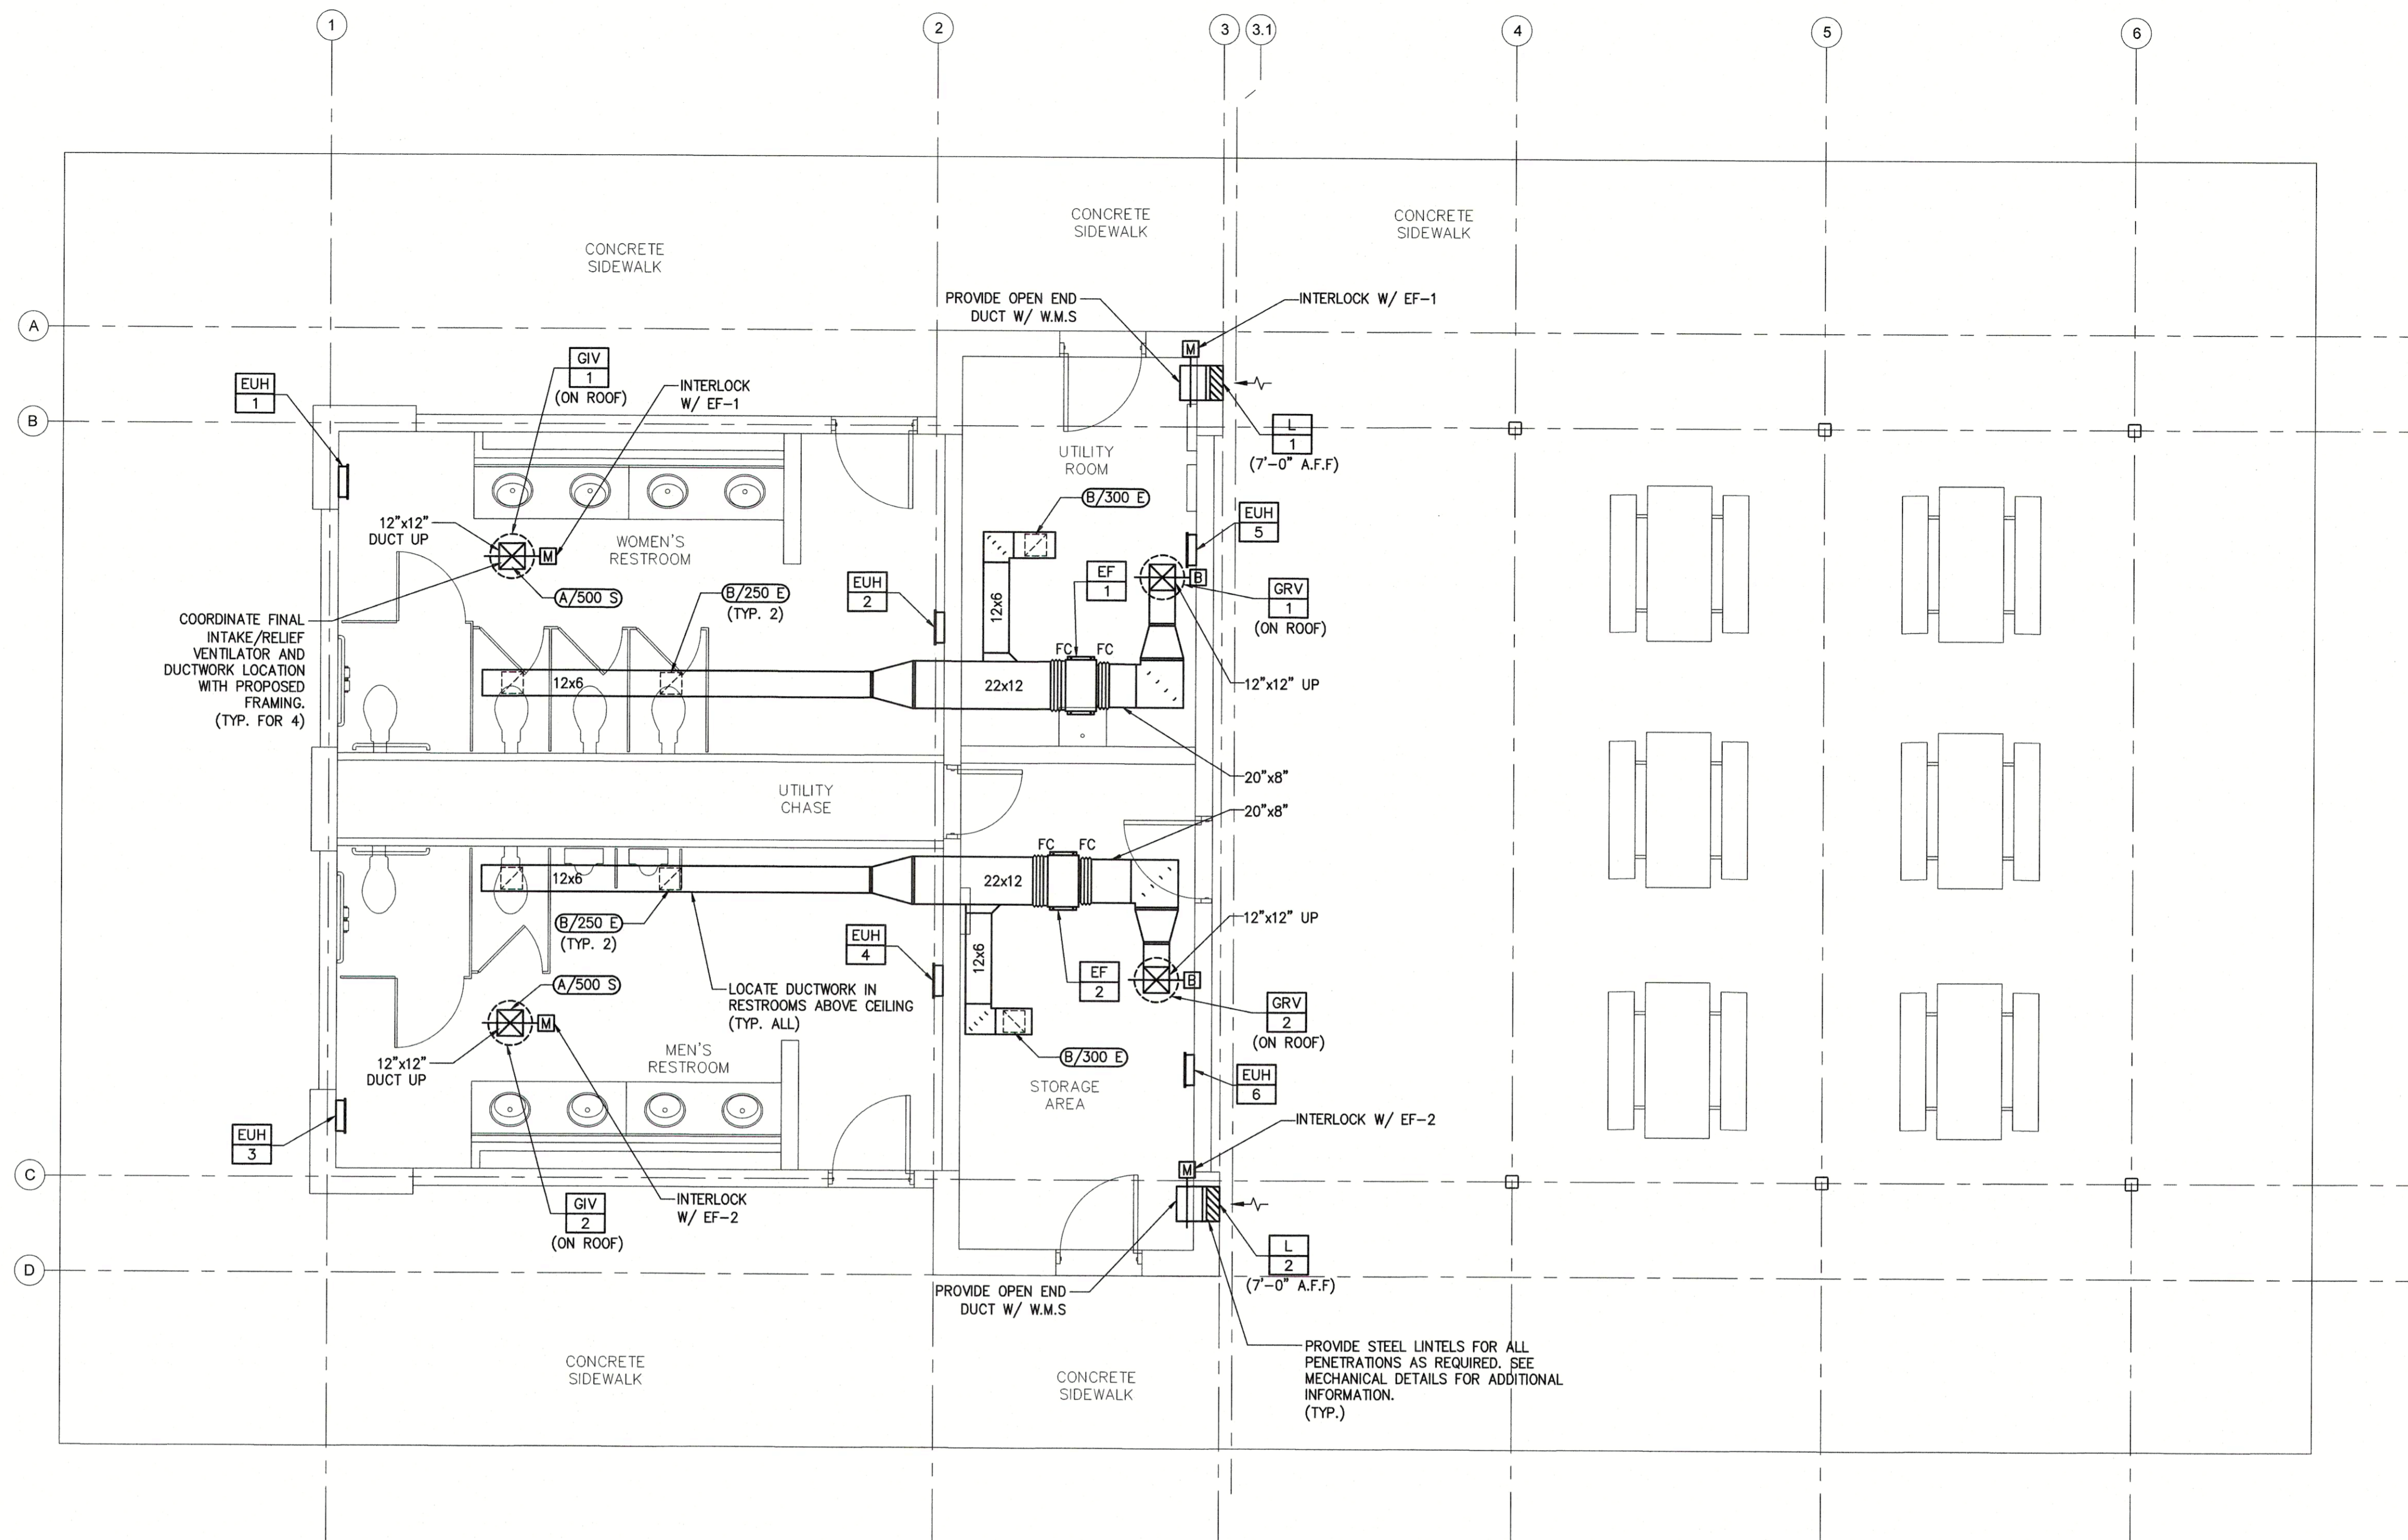 1
2
3
3.1
4
5
6
A
B
C
D
CONCRETE
SIDEWALK
CONCRETE
SIDEWALK
CONCRETE
SIDEWALK
PROVIDE OPEN END
DUCT W/ W.M.S
INTERLOCK W/ EF-1
M
GIV
1
(ON ROOF)
EUH
1
INTERLOCK
W/ EF-1
L
1
(7'-0" A.F.F)
UTILITY
ROOM
B/300 E
EUH
5
12"x12"
DUCT UP
M
WOMEN'S
RESTROOM
A/500 S
B/250 E
(TYP. 2)
EUH
2
EF
1
B
GRV
1
(ON ROOF)
12x6
COORDINATE FINAL
INTAKE/RELIEF
VENTILATOR AND
DUCTWORK LOCATION
WITH PROPOSED
FRAMING.
(TYP. FOR 4)
FC
FC
12x6
22x12
12"x12" UP
20"x8"
UTILITY
CHASE
20"x8"
FC
FC
12x6
22x12
B/250 E
(TYP. 2)
12"x12" UP
EUH
4
12x6
EF
2
B
A/500 S
LOCATE DUCTWORK IN
RESTROOMS ABOVE CEILING
(TYP. ALL)
GRV
2
(ON ROOF)
M
12"x12"
DUCT UP
MEN'S
RESTROOM
B/300 E
STORAGE
AREA
EUH
6
EUH
3
INTERLOCK W/ EF-2
M
GIV
2
(ON ROOF)
INTERLOCK
W/ EF-2
L
2
(7'-0" A.F.F)
PROVIDE OPEN END
DUCT W/ W.M.S
PROVIDE STEEL LINTELS FOR ALL
PENETRATIONS AS REQUIRED. SEE
MECHANICAL DETAILS FOR ADDITIONAL
INFORMATION.
(TYP.)
CONCRETE
SIDEWALK
CONCRETE
SIDEWALK